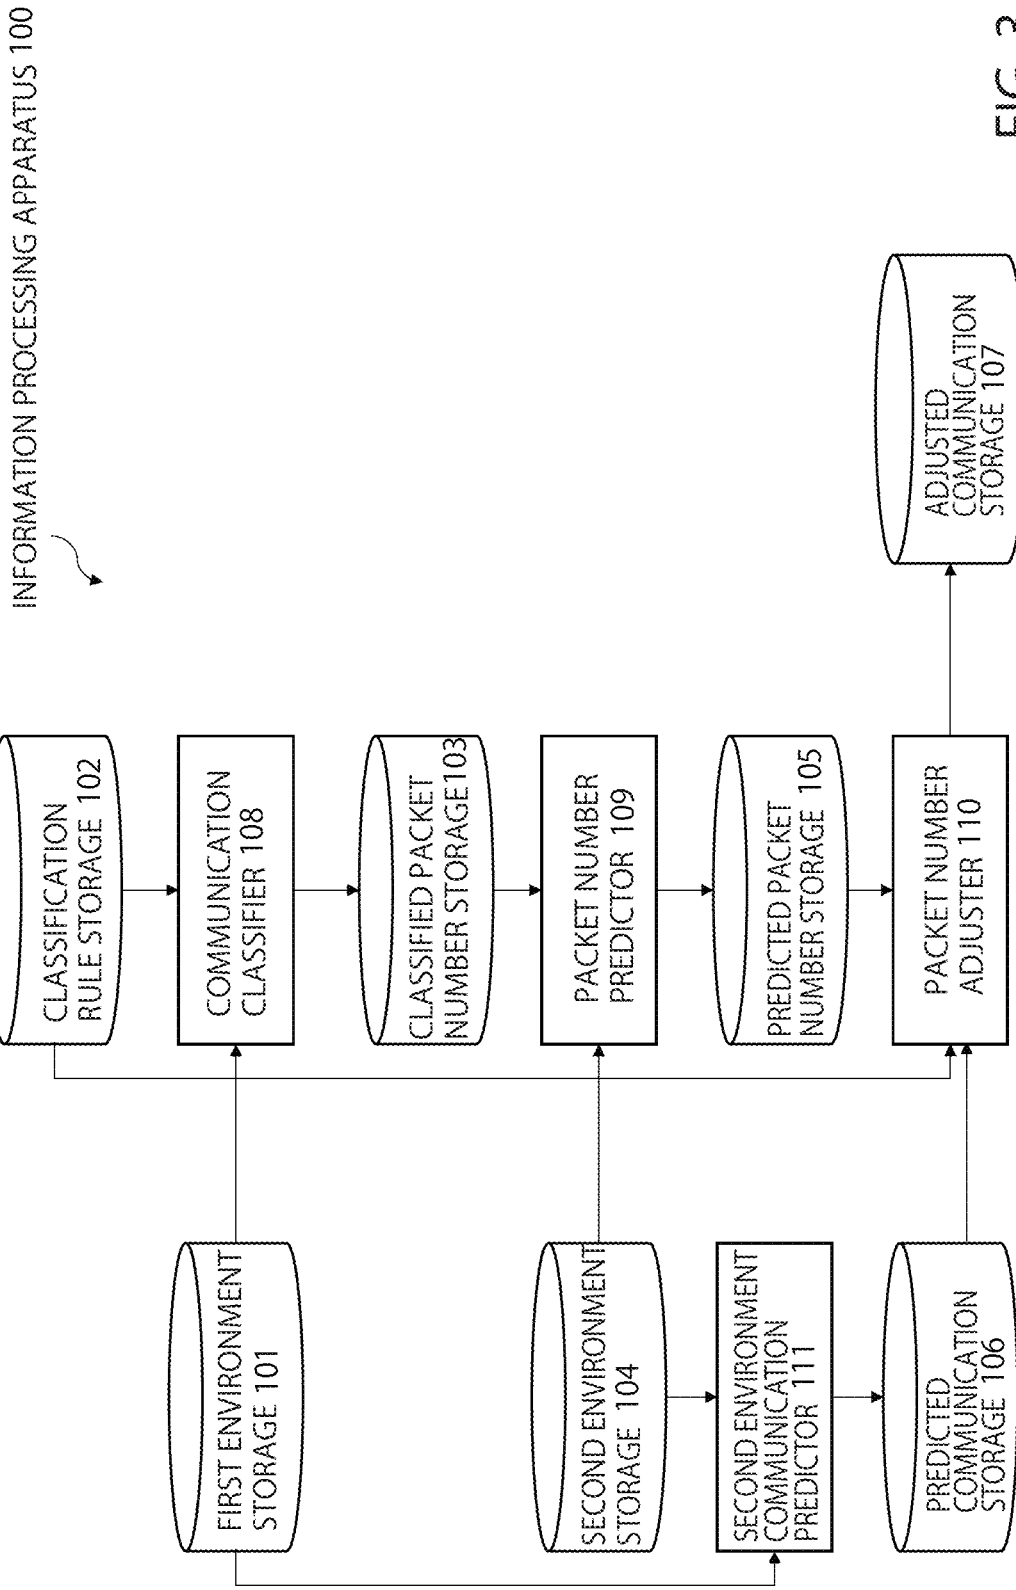 INFORMATION PROCESSING APPARATUS 100
CLASSIFICATION
RULE STORAGE 102
COMMUNICATION
CLASSIFIER 108
CLASSIFIED PACKET
NUMBER STORAGE103
PACKET NUMBER
PREDICTOR 109
PREDICTED PACKET
NUMBER STORAGE 105
PACKET NUMBER
ADJUSTER 110
ADJUSTED
COMMUNICATION
STORAGE 107
FIRST ENVIRONMENT
STORAGE 101
SECOND ENVIRONMENT
STORAGE 104
SECOND ENVIRONMENT
COMMUNICATION
PREDICTOR 111
PREDICTED
COMMUNICATION
STORAGE 106
FIG. 3